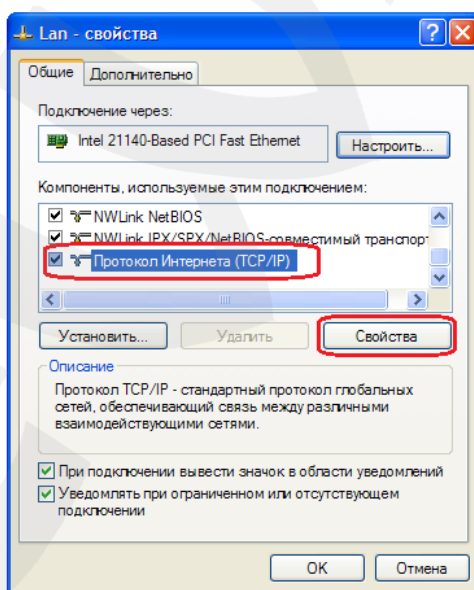 Lan - свойства
Общие Дополнительно
Подключение через:
Intel 21140-Based PCI Fast Ethernet Настроить...
Компоненты, используемые этим подключением:
NWLink NetBIOS
NWLink IPX/SPX/NetBIOS-совместимый транспорт
Протокол Интернета (TCP/IP)
Установить... Удалить Свойства
Описание
Протокол TCP/IP - стандартный протокол глобальных
сетей, обеспечивающий связь между различными
взаимодействующими сетями.
При подключении вывести значок в области уведомлений
Уведомлять при ограниченном или отсутствующем
подключении
OK Отмена